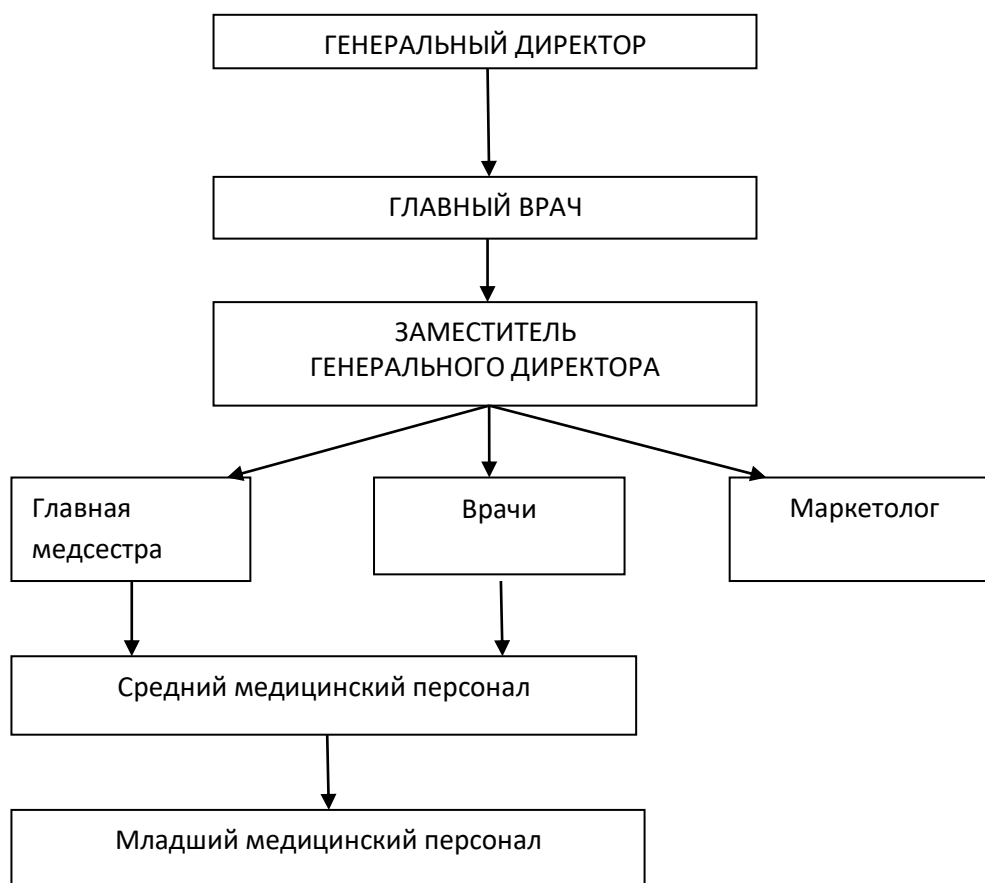 ГЕНЕРАЛЬНЫЙ ДИРЕКТОР
ГЛАВНЫЙ ВРАЧ
ЗАМЕСТИТЕЛЬ
ГЕНЕРАЛЬНОГО ДИРЕКТОРА
Главная
медсестра
Врачи
Маркетолог
Средний медицинский персонал
Младший медицинский персонал